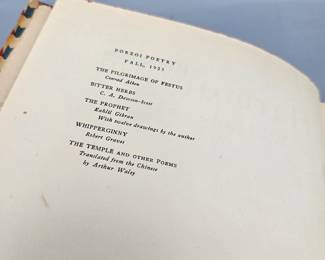 BORZOI POETRY
FALL, 1923
THE PILGRIMAGE OF FESTUS
Conrad Aiken
BITTER HERBS
C. A. Dawson-Scott
THE PROPHET
Kahlil Gibran
With twelve drawings by the author
WHIPPERGINNY
Robert Graves
THE TEMPLE AND OTHER POEMS
Translated from the Chinese
by Arthur Waley